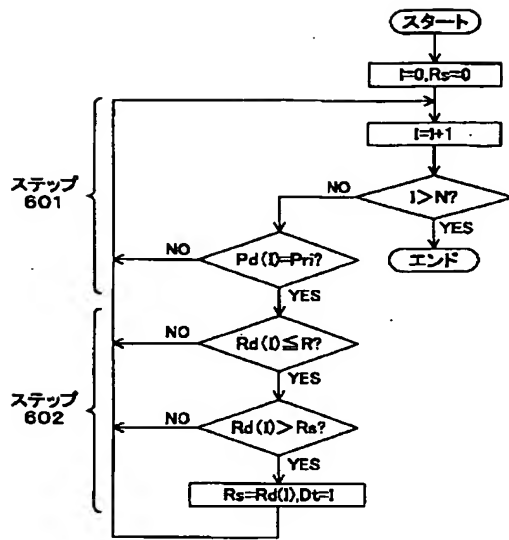 スタート
I=0,Rs=0
I=I+1
ステップ
601
I>N?
NO
YES
エンド
Pd(I)=Pri?
NO
YES
Rd(I)≦R?
NO
YES
ステップ
602
Rd(I)>Rs?
NO
YES
Rs=Rd(I),Dt=I